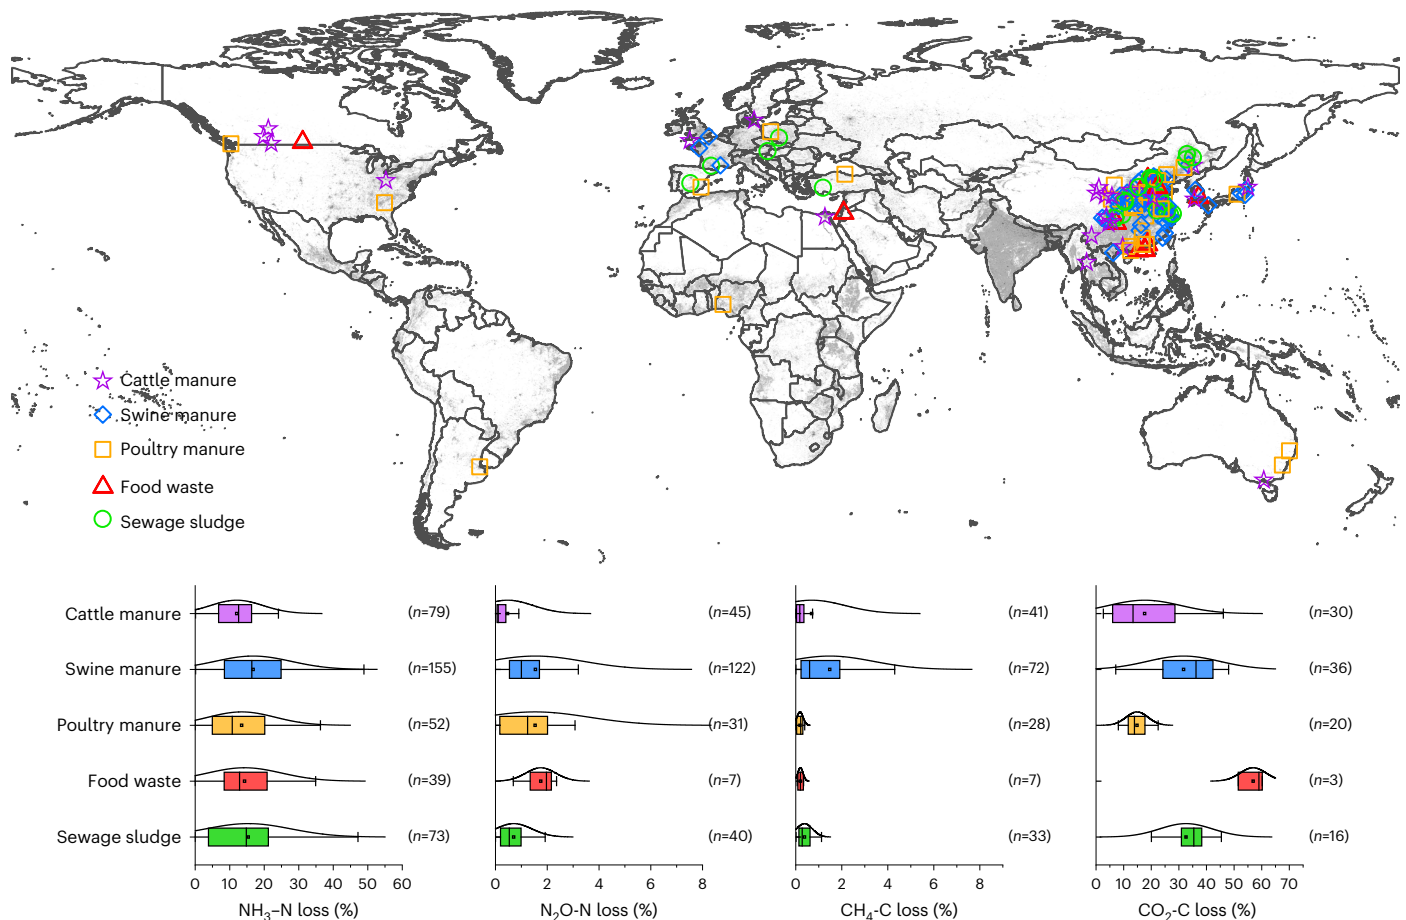 Cattle manure
Swine manure
Poultry manure
Food waste
Sewage sludge
Cattle manure (n=79) (n=45) (n=41) (n=30)
Swine manure (n=155) (n=122) (n=72) (n=36)
Poultry manure (n=52) (n=31) (n=28) (n=20)
Food waste (n=39) (n=7) (n=7) (n=3)
Sewage sludge (n=73) (n=40) (n=33) (n=16)
0 10 20 30 40 50 60 0 2 4 6 8 0 2 4 6 8 0 10 20 30 40 50 60 70
NH₃–N loss (%) N₂O-N loss (%) CH₄-C loss (%) CO₂-C loss (%)